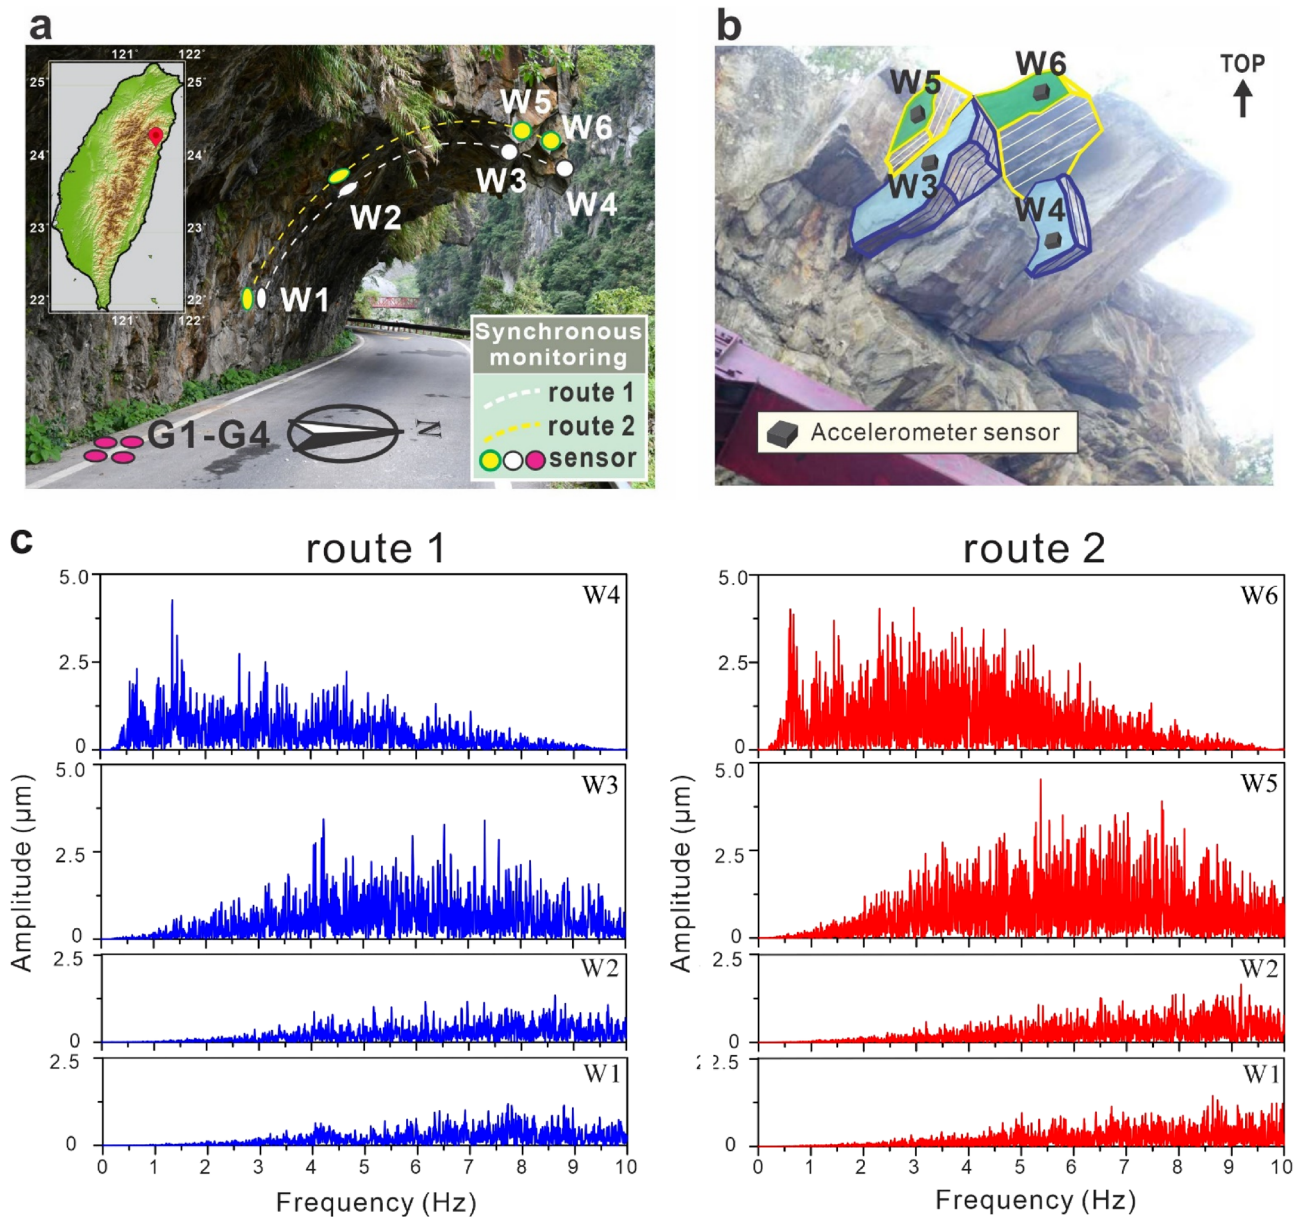 a
121° 122°
25° 25°
24° 24°
23° 23°
22° 22°
121° 122°
W5
W6
W3
W4
W2
W1
G1-G4
N
Synchronous
monitoring
route 1
route 2
sensor
b
W5
W6
TOP
W3
W4
Accelerometer sensor
c
route 1
5.0
W4
2.5
0
5.0
W3
2.5
0
2.5
W2
0
2.5
W1
0
0 1 2 3 4 5 6 7 8 9 10
Amplitude (μm)
Frequency (Hz)
route 2
5.0
W6
2.5
0
5.0
W5
2.5
0
2.5
W2
0
2.5
W1
0
0 1 2 3 4 5 6 7 8 9 10
Amplitude (μm)
Frequency (Hz)